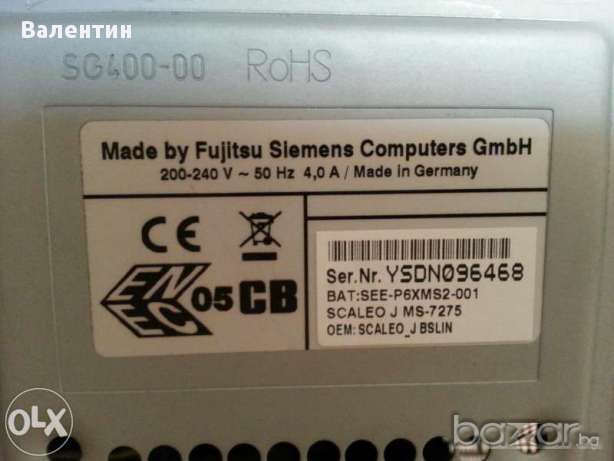 Валентин
SG400-00 RoHS
Made by Fujitsu Siemens Computers GmbH
200-240 V ~ 50 Hz 4,0 A / Made in Germany
CE
EN
EC
05 CB
Ser.Nr. YSDN096468
BAT:SEE-P6XMS2-001
SCALEO J MS-7275
OEM: SCALEO_J BSLIN
OLX
bazar.bg